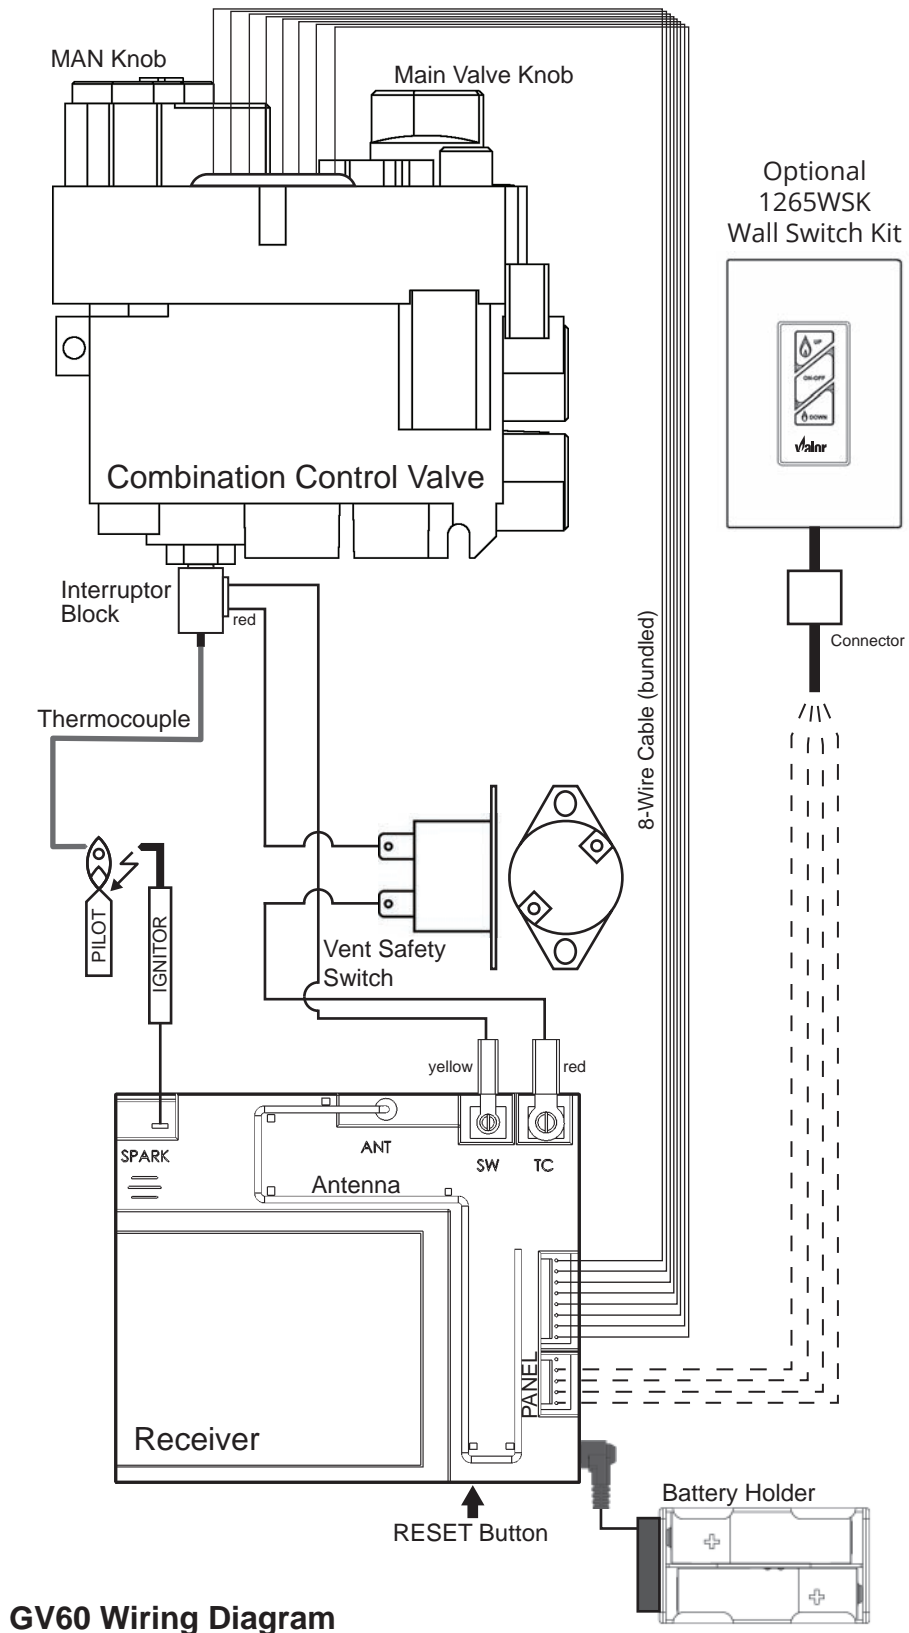 MAN Knob
Main Valve Knob
Optional
1265WSK
Wall Switch Kit
UP
ON-OFF
DOWN
Valor
Combination Control Valve
Interruptor
Block
red
Connector
8-Wire Cable (bundled)
Thermocouple
PILOT
IGNITOR
Vent Safety
Switch
yellow
red
SPARK
ANT
SW
TC
Antenna
PANEL
Receiver
Battery Holder
RESET Button
+
+
GV60 Wiring Diagram